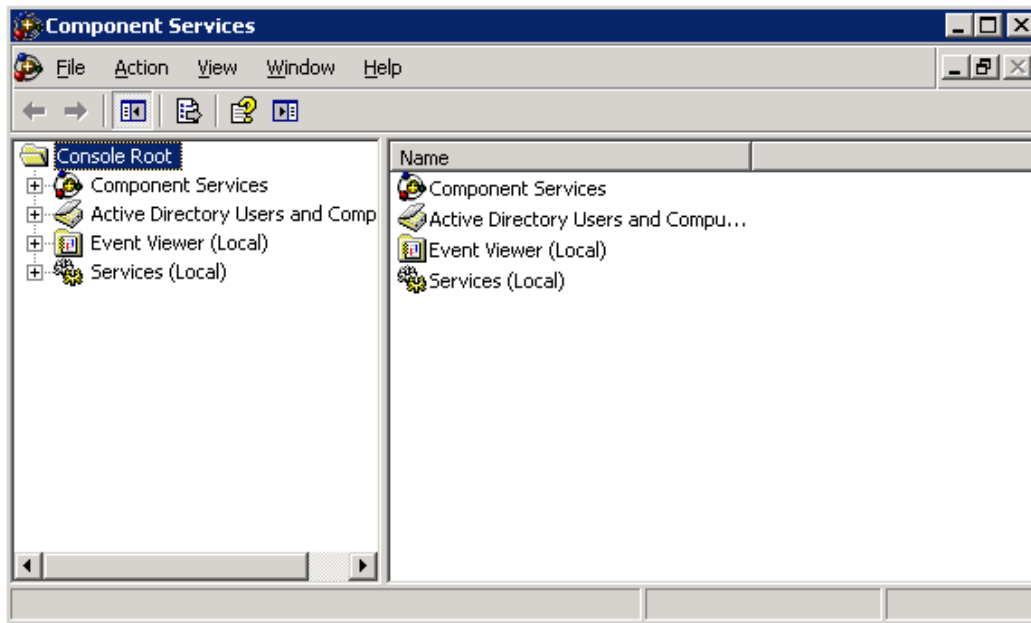 Component Services
File Action View Window Help
Console Root
Component Services
Active Directory Users and Comp
Event Viewer (Local)
Services (Local)
Name
Component Services
Active Directory Users and Compu...
Event Viewer (Local)
Services (Local)